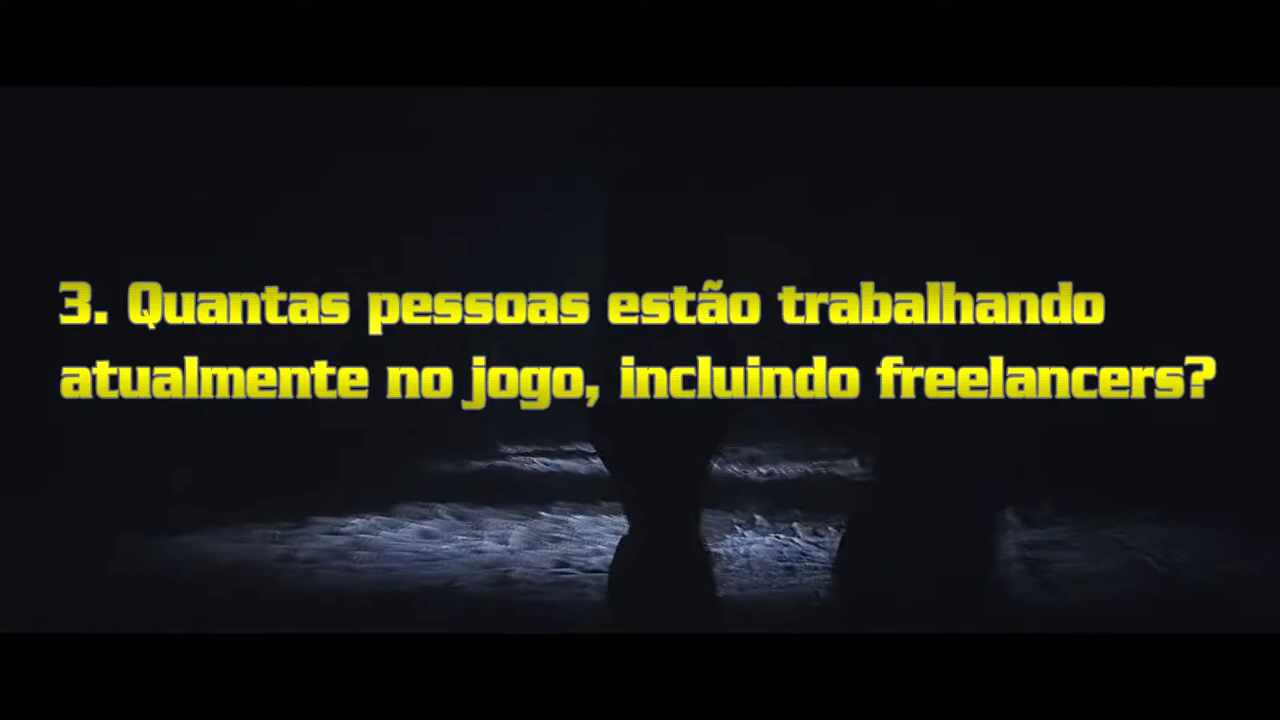 3. Quantas pessoas estão trabalhando
atualmente no jogo, incluindo freelancers?